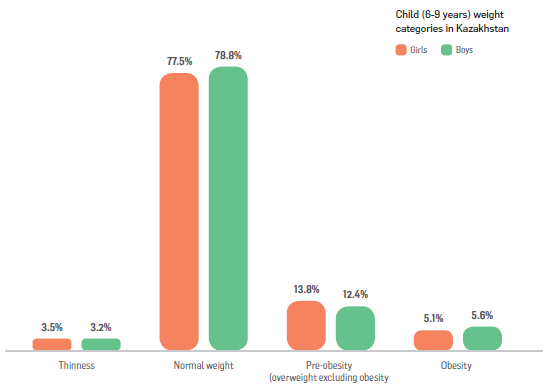 Child (6-9 years) weight
categories in Kazakhstan
Girls Boys
77.5% 78.8%
13.8% 12.4%
5.1% 5.6%
3.5% 3.2%
Thinness Normal weight Pre-obesity Obesity
(overweight excluding obesity